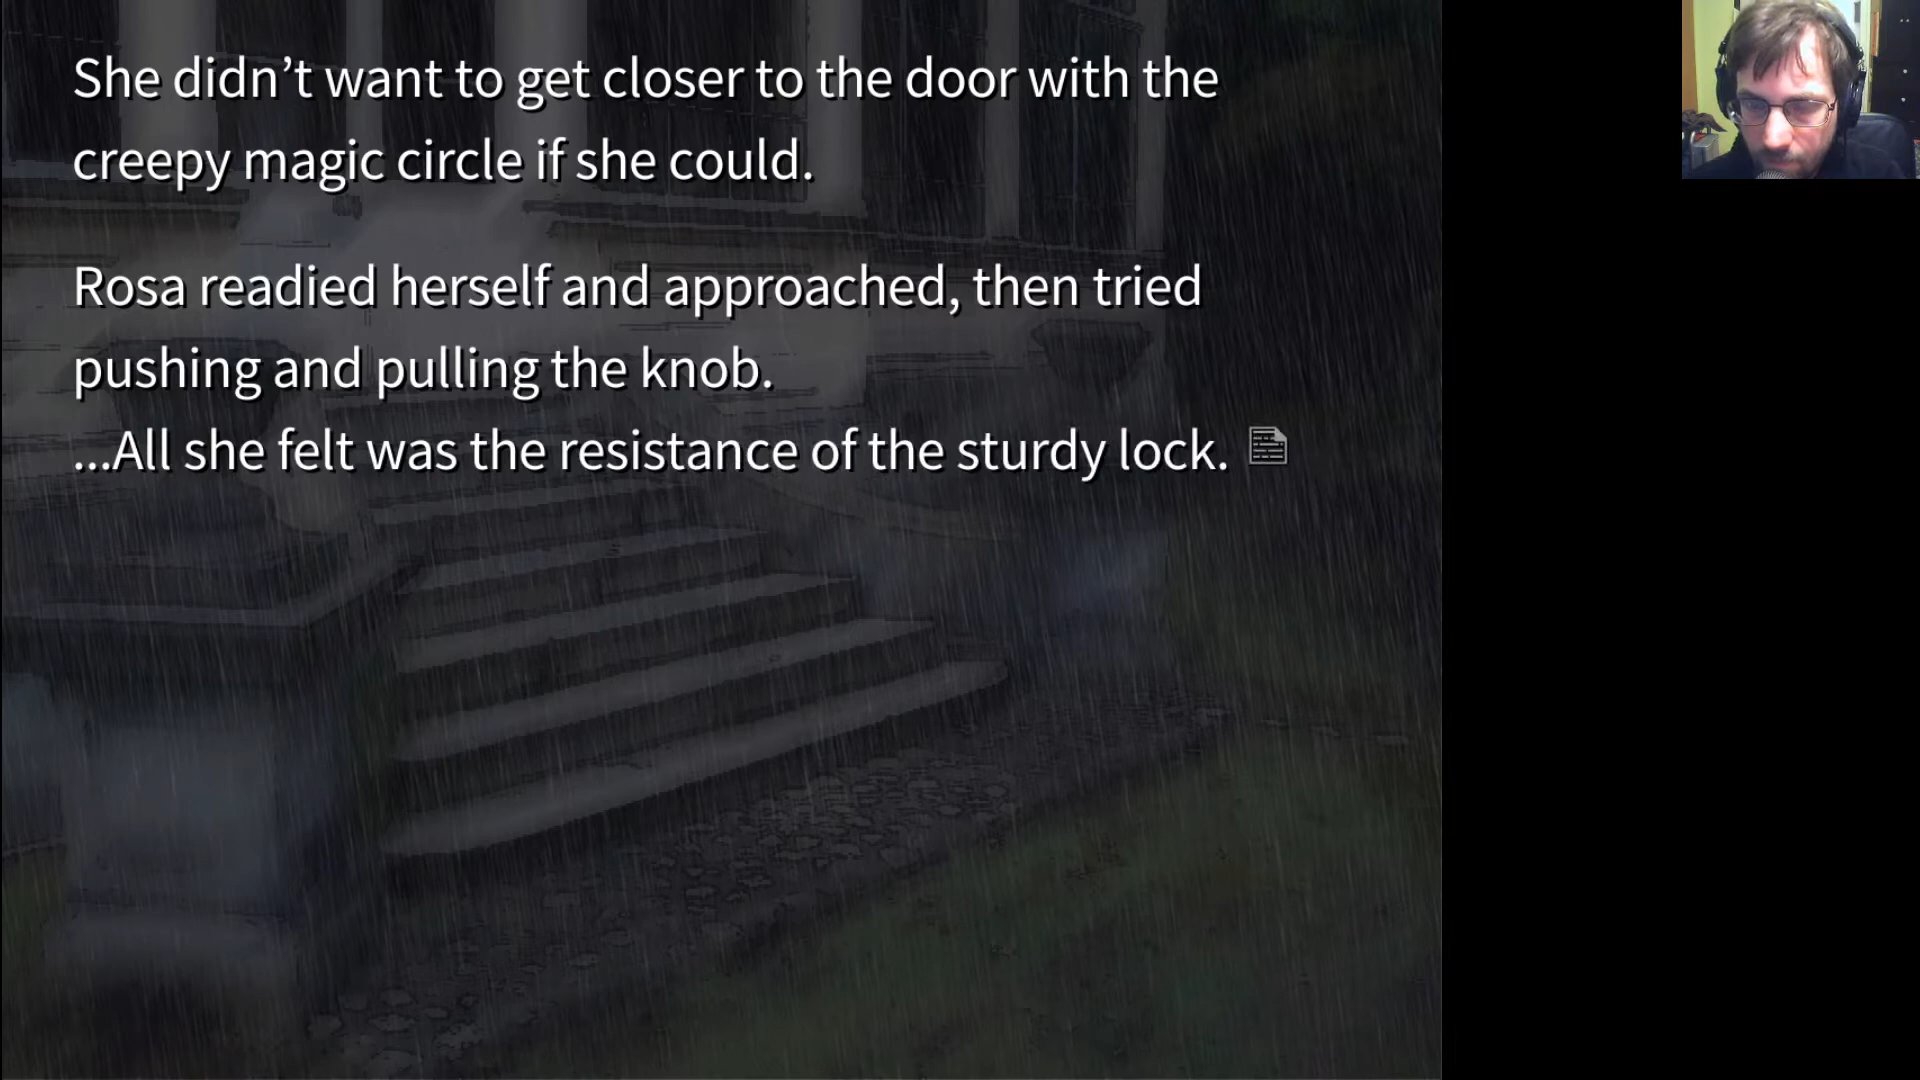 She didn’t want to get closer to the door with the
creepy magic circle if she could.
Rosa readied herself and approached, then tried
pushing and pulling the knob.
...All she felt was the resistance of the sturdy lock.